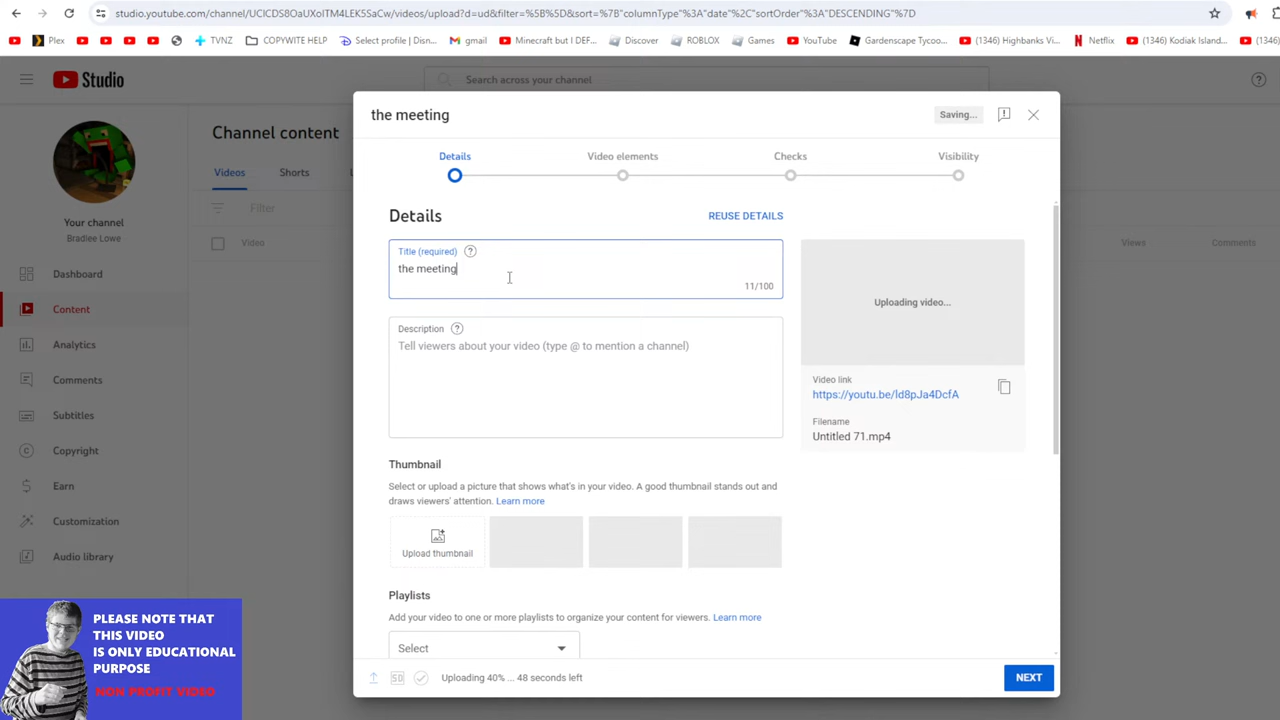 studio.youtube.com/channel/UClCDS8OaUXoITM4LEK5SaCw/videos/upload?d=ud&filter=%5B%5D&sort=%7B"columnType"%3A"date"%2C"sortOrder"%3A"DESCENDING"%7D
Plex
TVNZ
COPYWITE HELP
Select profile | Disn...
gmail
Minecraft but I DEF...
Discover
ROBLOX
Games
YouTube
Gardenscape Tycoo...
(1346) Highbanks Vi...
Netflix
(1346) Kodiak Island...
(1346)
Studio
Search across your channel
Your channel
Bradlee Lowe
Dashboard
Content
Analytics
Comments
Subtitles
Copyright
Earn
Customization
Audio library
Channel content
Videos
Shorts
L
Filter
Video
Views
Comments
the meeting
Saving...
Details
Video elements
Checks
Visibility
Details
REUSE DETAILS
Title (required)
the meeting
11/100
Description
Tell viewers about your video (type @ to mention a channel)
Uploading video...
Video link
https://youtu.be/ld8pJa4DcfA
Filename
Untitled 71.mp4
Thumbnail
Select or upload a picture that shows what's in your video. A good thumbnail stands out and
draws viewers' attention. Learn more
Upload thumbnail
Playlists
Add your video to one or more playlists to organize your content for viewers. Learn more
Select
SD
Uploading 40% ... 48 seconds left
NEXT
PLEASE NOTE THAT
THIS VIDEO
IS ONLY EDUCATIONAL
PURPOSE
NON PROFIT VIDEO